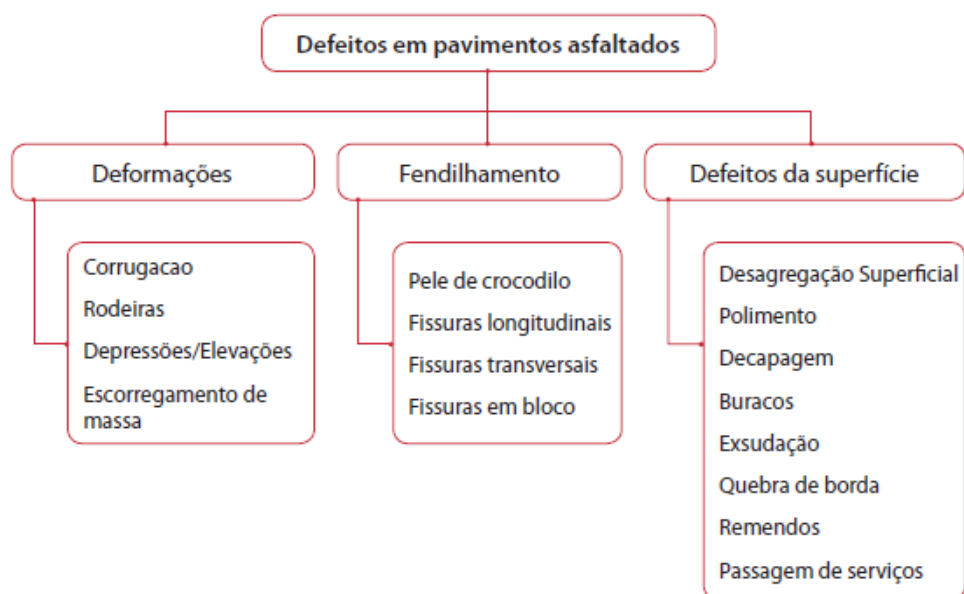 Defeitos em pavimentos asfaltados
Deformações
Fendilhamento
Defeitos da superfície
Corrugacao
Rodeiras
Depressões/Elevações
Escorregamento de
massa
Pele de crocodilo
Fissuras longitudinais
Fissuras transversais
Fissuras em bloco
Desagregação Superficial
Polimento
Decapagem
Buracos
Exsudação
Quebra de borda
Remendos
Passagem de serviços